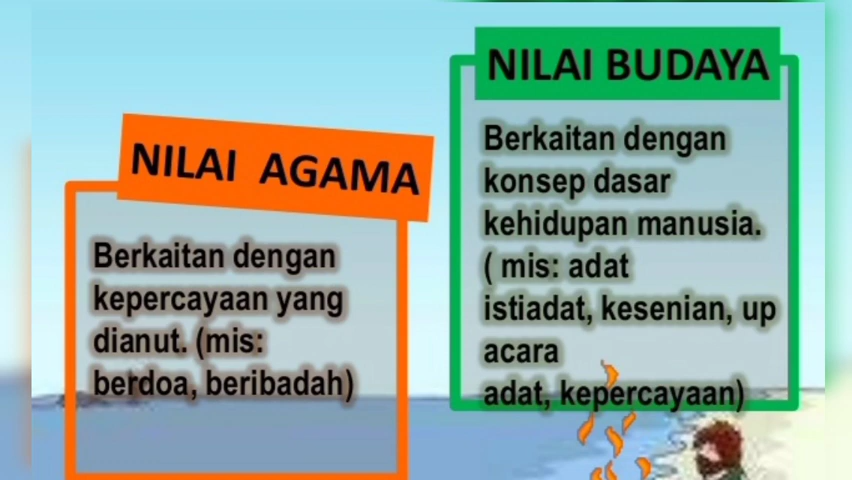 NILAI AGAMA
Berkaitan dengan
kepercayaan yang
dianut. (mis:
berdoa, beribadah)
NILAI BUDAYA
Berkaitan dengan
konsep dasar
kehidupan manusia.
( mis: adat
istiadat, kesenian, up
acara
adat, kepercayaan)